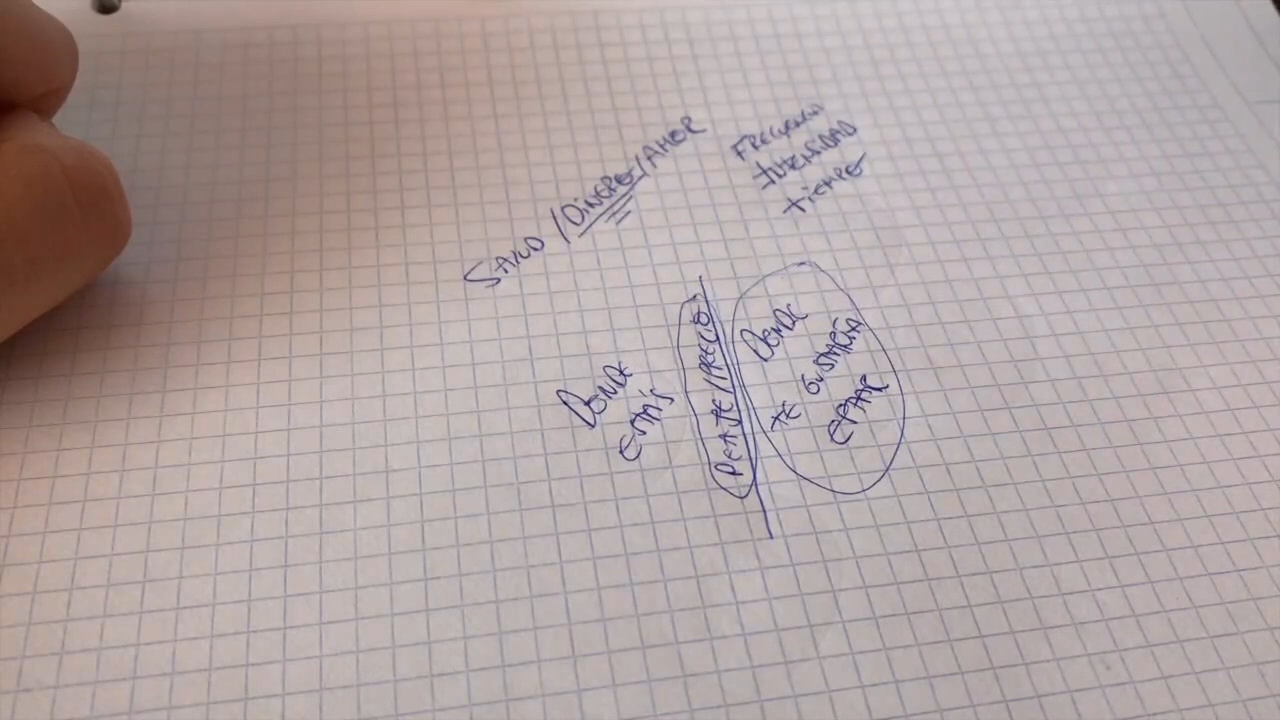 SALUD / DINERO / AMOR
FRECUENCIA
INTENSIDAD
TIEMPO
DONDE
ESTÁS
PEAJE / PRECIO
DONDE
TE GUSTARÍA
ESTAR